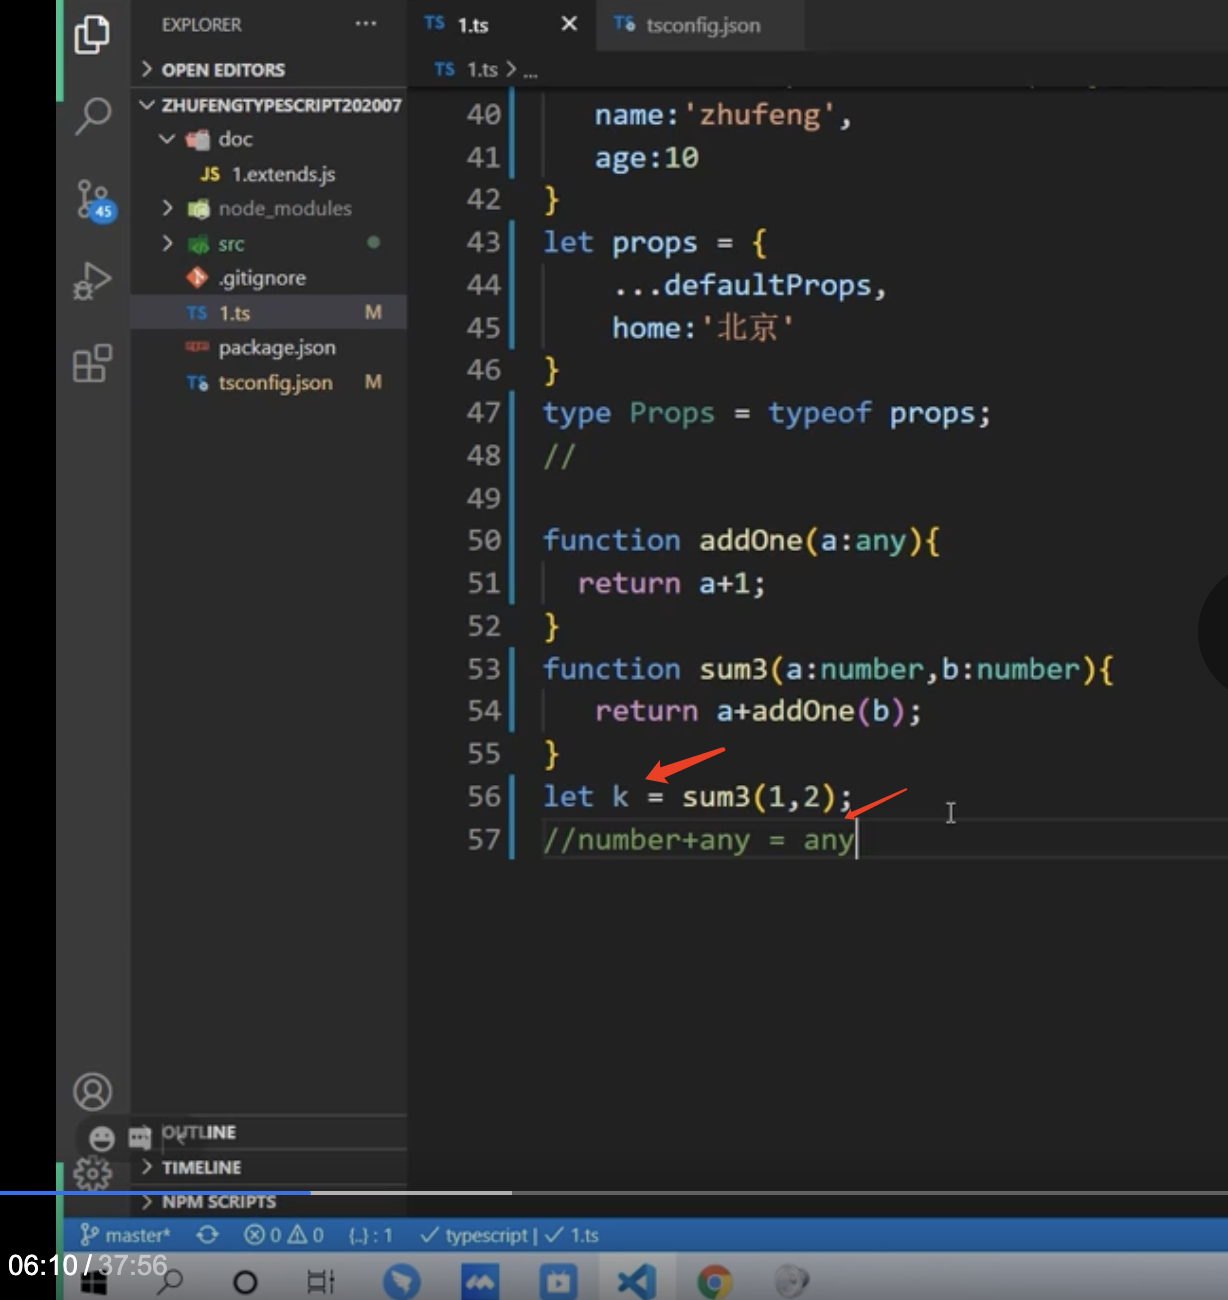 EXPLORER ...
OPEN EDITORS
ZHUFENGTYPESCRIPT202007
doc
JS 1.extends.js
node_modules
src
.gitignore
TS 1.ts M
package.json
TS tsconfig.json M
45
OUTLINE
TIMELINE
NPM SCRIPTS
TS 1.ts
TS tsconfig.json
TS 1.ts > ...
40 name:'zhufeng',
41 age:10
42 }
43 let props = {
44 ...defaultProps,
45 home:'北京'
46 }
47 type Props = typeof props;
48 //
49
50 function addOne(a:any){
51 return a+1;
52 }
53 function sum3(a:number,b:number){
54 return a+addOne(b);
55 }
56 let k = sum3(1,2);
57 //number+any = any
master* 0 0 {..} : 1 typescript | 1.ts
06:10 / 37:56